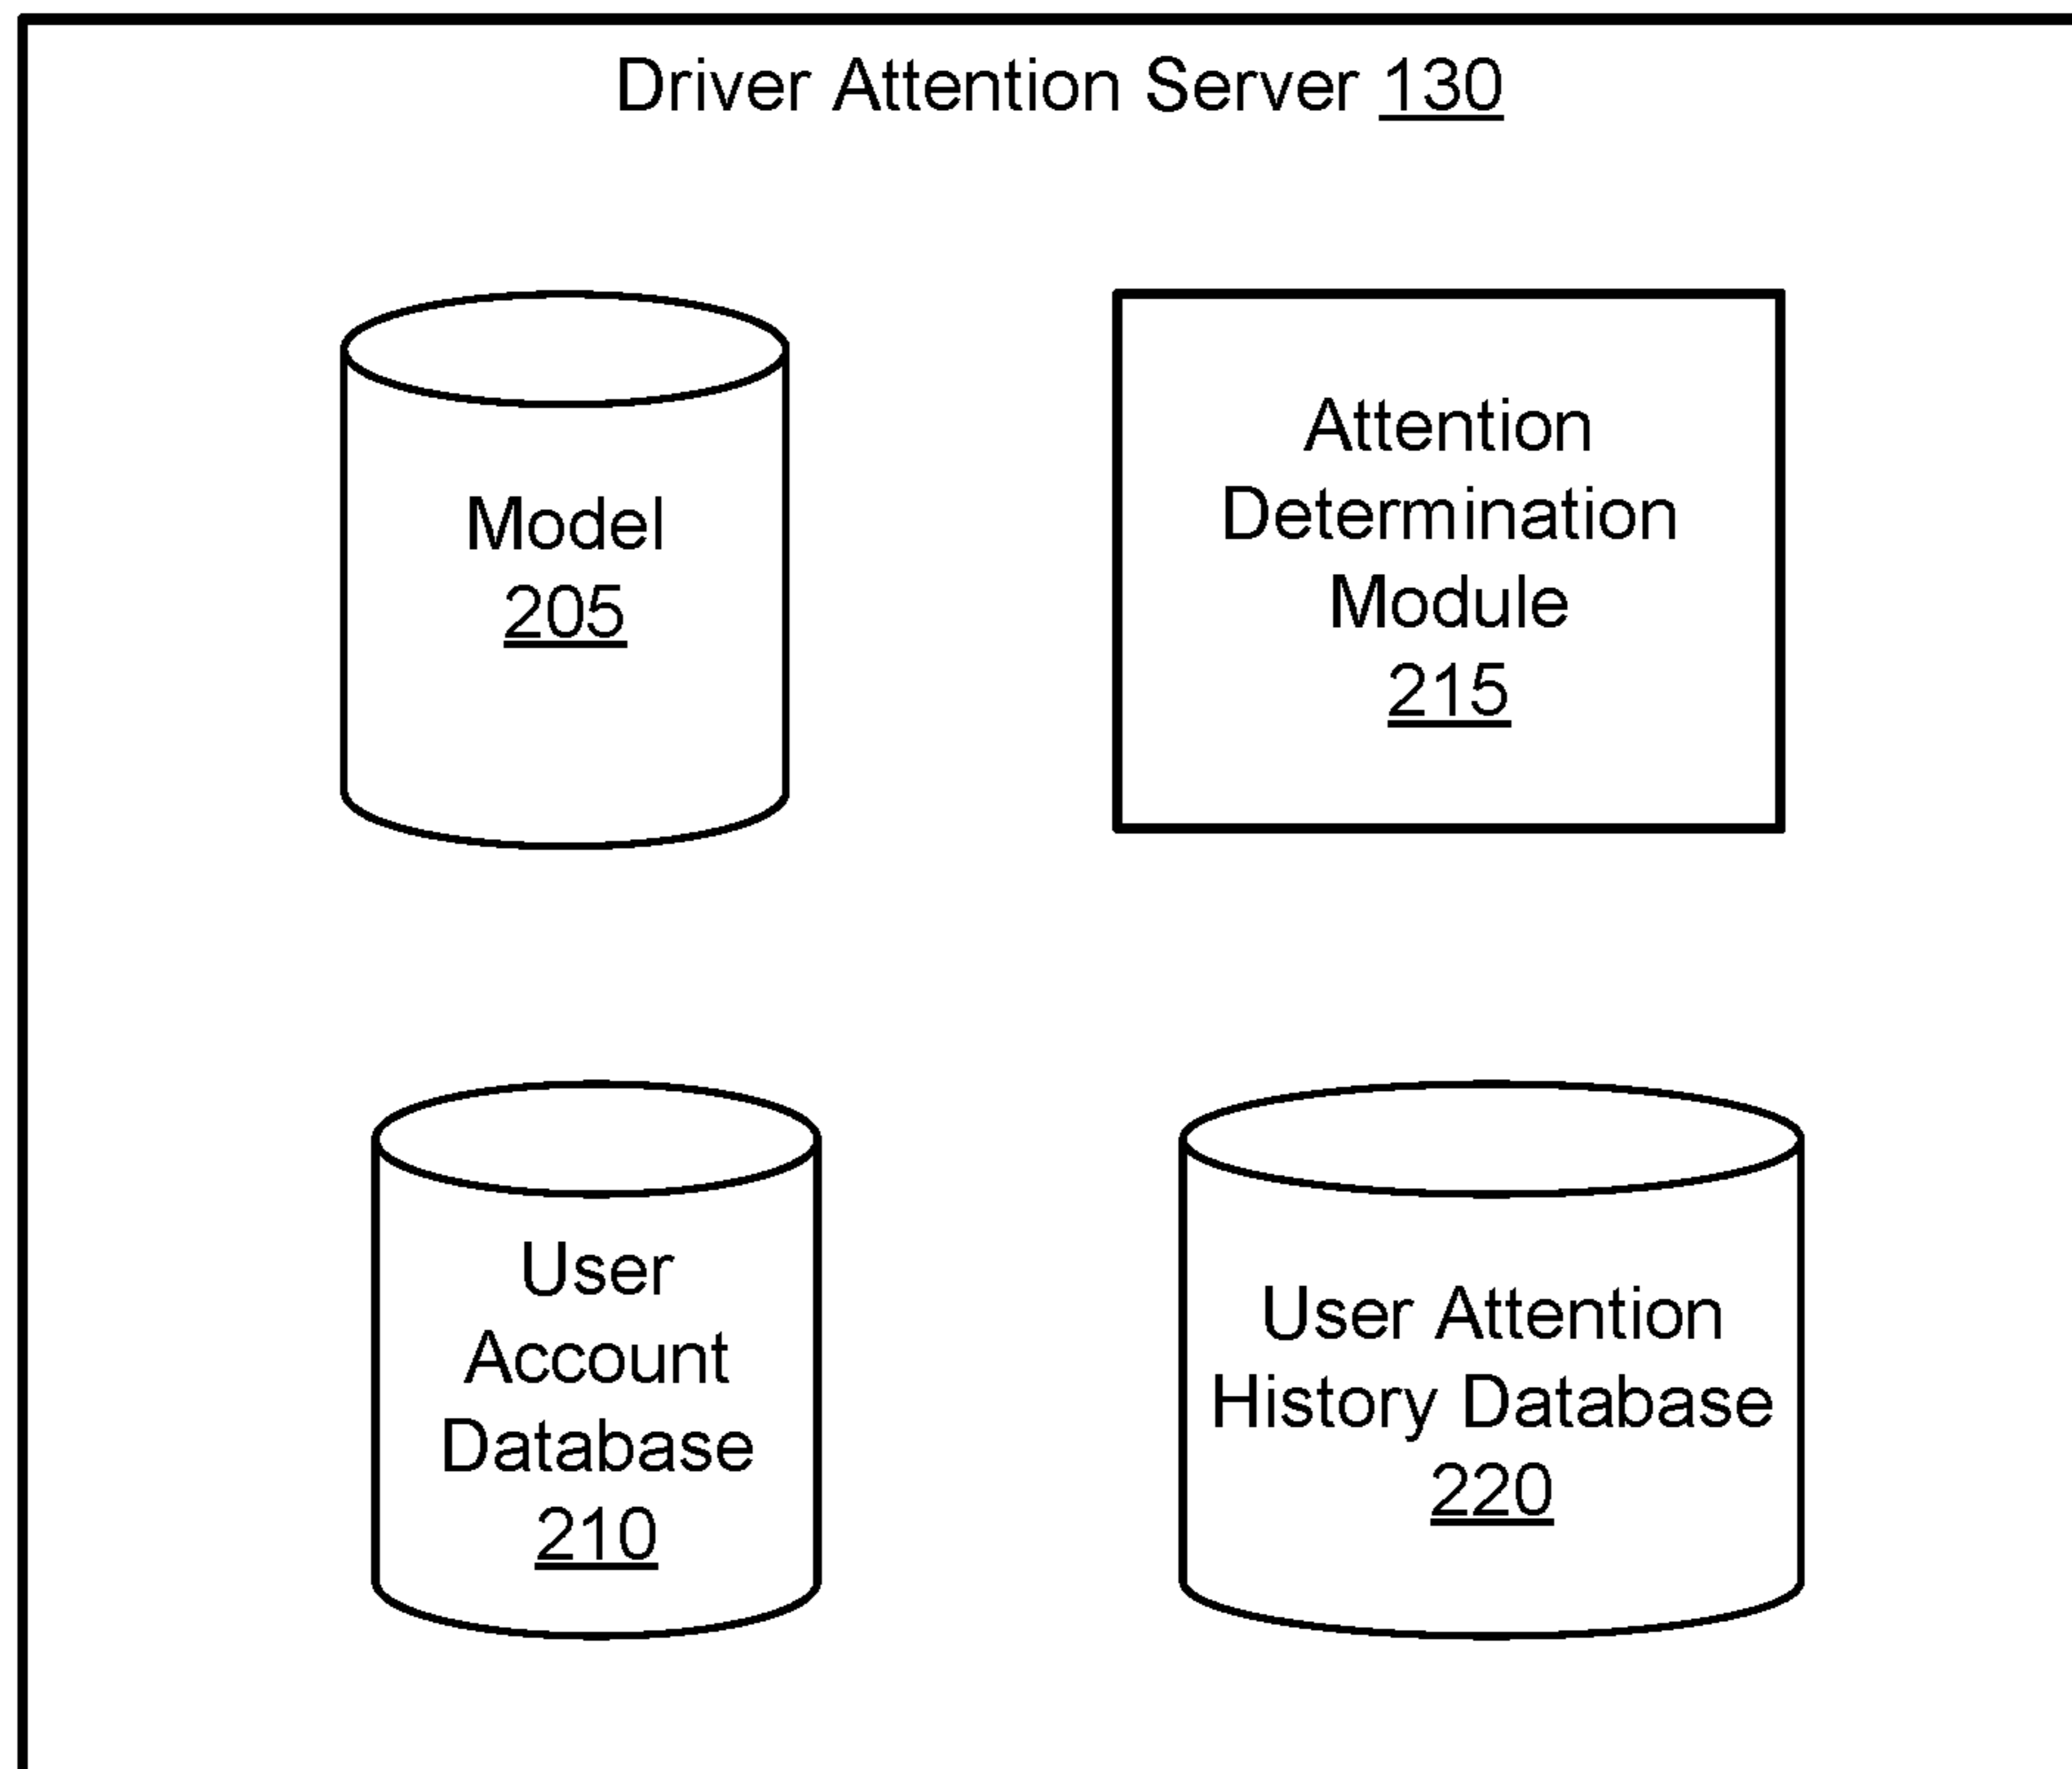 Driver Attention Server 130
Model
205
Attention
Determination
Module
215
User
Account
Database
210
User Attention
History Database
220